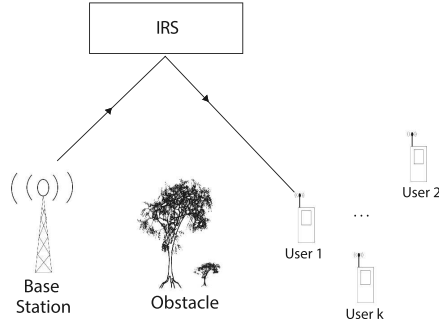 IRS
Base
Station
Obstacle
User 1
...
User 2
User k